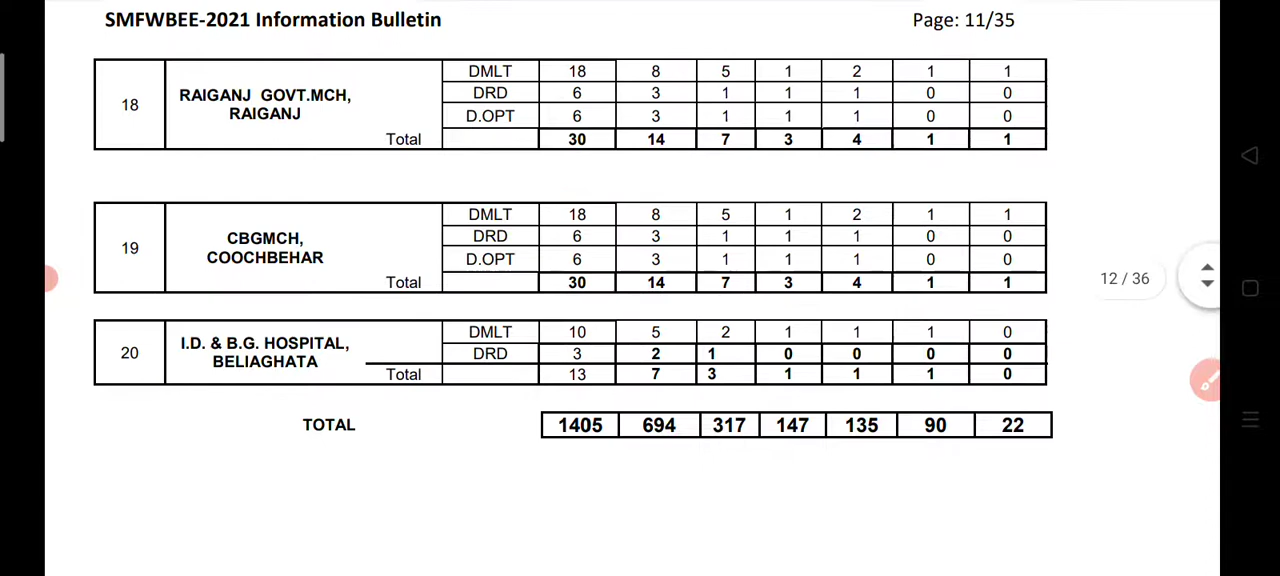 SMFWBEE-2021 Information Bulletin Page: 11/35
18 RAIGANJ GOVT.MCH, RAIGANJ Total
DMLT 18 8 5 1 2 1 1
DRD 6 3 1 1 1 0 0
D.OPT 6 3 1 1 1 0 0
30 14 7 3 4 1 1
19 CBGMCH, COOCHBEHAR Total
DMLT 18 8 5 1 2 1 1
DRD 6 3 1 1 1 0 0
D.OPT 6 3 1 1 1 0 0
30 14 7 3 4 1 1
12 / 36
20 I.D. & B.G. HOSPITAL, BELIAGHATA Total
DMLT 10 5 2 1 1 1 0
DRD 3 2 1 0 0 0 0
13 7 3 1 1 1 0
TOTAL 1405 694 317 147 135 90 22